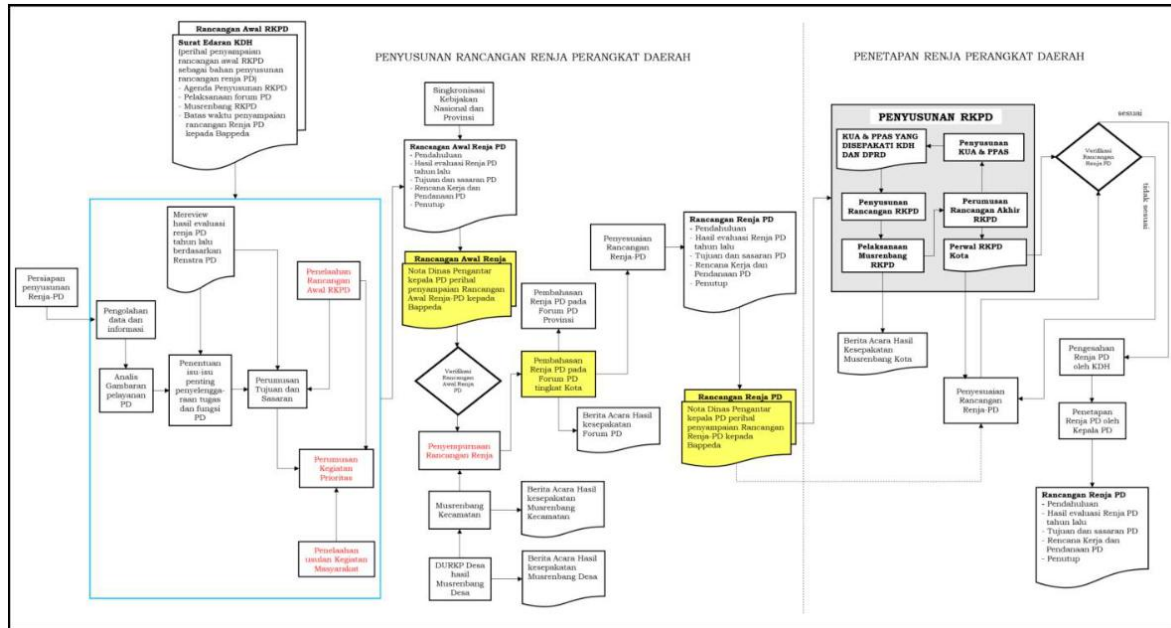 Rancangan Awal RKPD
Surat Edaran KDH
(perihal penyampaian
rancangan awal RKPD
sebagai bahan penyusunan
rancangan renja PD)
- Agenda Penyusunan RKPD
- Pelaksanaan forum PD
- Musrenbang RKPD
- Batas waktu penyampaian
rancangan Renja PD
kepada Bappeda
PENYUSUNAN RANCANGAN RENJA PERANGKAT DAERAH
PENETAPAN RENJA PERANGKAT DAERAH
Persiapan
penyusunan
Renja-PD
Mereview
hasil evaluasi
renja PD
tahun lalu
berdasarkan
Renstra PD
Penelaahan
Rancangan
Awal RKPD
Pengolahan
data dan
informasi
Analis
Gambaran
pelayanan
PD
Penentuan
isu-isu
penting
penyelengga-
raan tugas
dan fungsi
PD
Perumusan
Tujuan dan
Sasaran
Perumusan
Kegiatan
Prioritas
Penelaahan
usulan Kegiatan
Masyarakat
Singkronisasi
Kebijakan
Nasional dan
Provinsi
Rancangan Awal Renja PD
- Pendahuluan
- Hasil evaluasi Renja PD
tahun lalu
- Tujuan dan sasaran PD
- Rencana Kerja dan
Pendanaan PD
- Penutup
Rancangan Awal Renja
Nota Dinas Pengantar
kepala PD perihal
penyampaian Rancangan
Awal Renja-PD kepada
Bappeda
Verifikasi
Rancangan
Awal Renja
PD
Penyempurnaan
Rancangan Renja
Musrenbang
Kecamatan
Berita Acara Hasil
kesepakatan
Musrenbang
Kecamatan
DURKP Desa
hasil
Musrenbang
Desa
Berita Acara Hasil
kesepakatan
Musrenbang Desa
Pembahasan
Renja PD pada
Forum PD
Provinsi
Pembahasan
Renja PD pada
Forum PD
tingkat Kota
Berita Acara Hasil
kesepakatan
Forum PD
Penyesuaian
Rancangan
Renja-PD
Rancangan Renja PD
- Pendahuluan
- Hasil evaluasi Renja PD
tahun lalu
- Tujuan dan sasaran PD
- Rencana Kerja dan
Pendanaan PD
- Penutup
Rancangan Renja PD
Nota Dinas Pengantar
kepala PD perihal
penyampaian Rancangan
Renja-PD kepada
Bappeda
PENYUSUNAN RKPD
KUA & PPAS YANG
DISEPAKATI KDH
DAN DPRD
Penyusunan
KUA & PPAS
Penyusunan
Rancangan RKPD
Perumusan
Rancangan Akhir
RKPD
Pelaksanaan
Musrenbang
RKPD
Perwal RKPD
Kota
Berita Acara Hasil
Kesepakatan
Musrenbang Kota
Verifikasi
Rancangan
Renja PD
sesuai
tidak sesuai
Penyesuaian
Rancangan
Renja-PD
Pengesahan
Renja PD
oleh KDH
Penetapan
Renja PD oleh
Kepala PD
Rancangan Renja PD
- Pendahuluan
- Hasil evaluasi Renja PD
tahun lalu
- Tujuan dan sasaran PD
- Rencana Kerja dan
Pendanaan PD
- Penutup